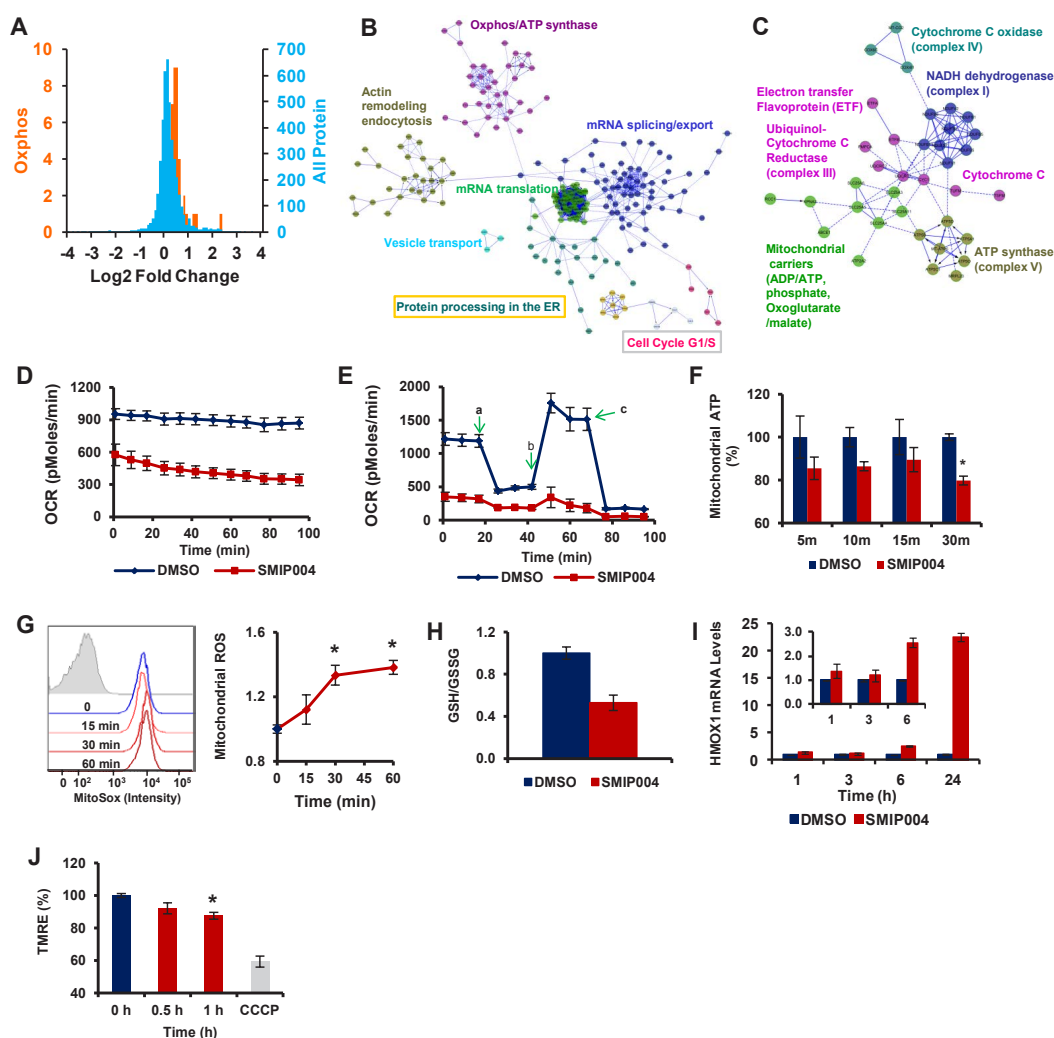 A
Oxphos
10
8
6
4
2
0
700
600
500
400
300
200
100
0
All Protein
-4 -3 -2 -1 0 1 2 3 4
Log2 Fold Change
B
Oxphos/ATP synthase
Actin
remodeling
endocytosis
mRNA splicing/export
mRNA translation
Vesicle transport
Protein processing in the ER
Cell Cycle G1/S
C
Cytochrome C oxidase
(complex IV)
NADH dehydrogenase
(complex I)
Electron transfer
Flavoprotein (ETF)
Ubiquinol-
Cytochrome C
Reductase
(complex III)
Cytochrome C
ATP synthase
(complex V)
Mitochondrial
carriers
(ADP/ATP,
phosphate,
Oxoglutarate
/malate)
D
OCR (pMoles/min)
1200
900
600
300
0
0 20 40 60 80 100
Time (min)
DMSO SMIP004
E
OCR (pMoles/min)
2000
1500
1000
500
0
a
b
c
0 20 40 60 80 100
Time (min)
DMSO SMIP004
F
Mitochondrial ATP
(%)
120
100
80
60
*
5m 10m 15m 30m
DMSO SMIP004
G
0
15 min
30 min
60 min
0 10² 10³ 10⁴ 10⁵
MitoSox (Intensity)
Mitochondrial ROS
1.6
1.4
1.2
1.0
0.8
* *
0 15 30 45 60
Time (min)
H
GSH/GSSG
1.2
0.8
0.4
0.0
DMSO SMIP004
I
HMOX1 mRNA Levels
25
20
15
10
5
0
3.0
2.0
1.0
0.0
1 3 6
1 3 6 24
Time (h)
DMSO SMIP004
J
TMRE (%)
120
100
80
60
40
*
0 h 0.5 h 1 h CCCP
Time (h)